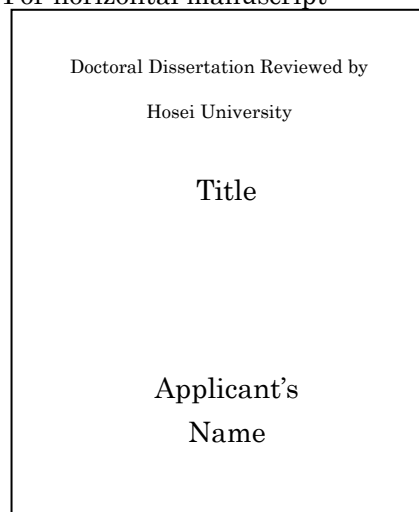 For horizontal manuscript
Doctoral Dissertation Reviewed by
Hosei University
Title
Applicant's
Name